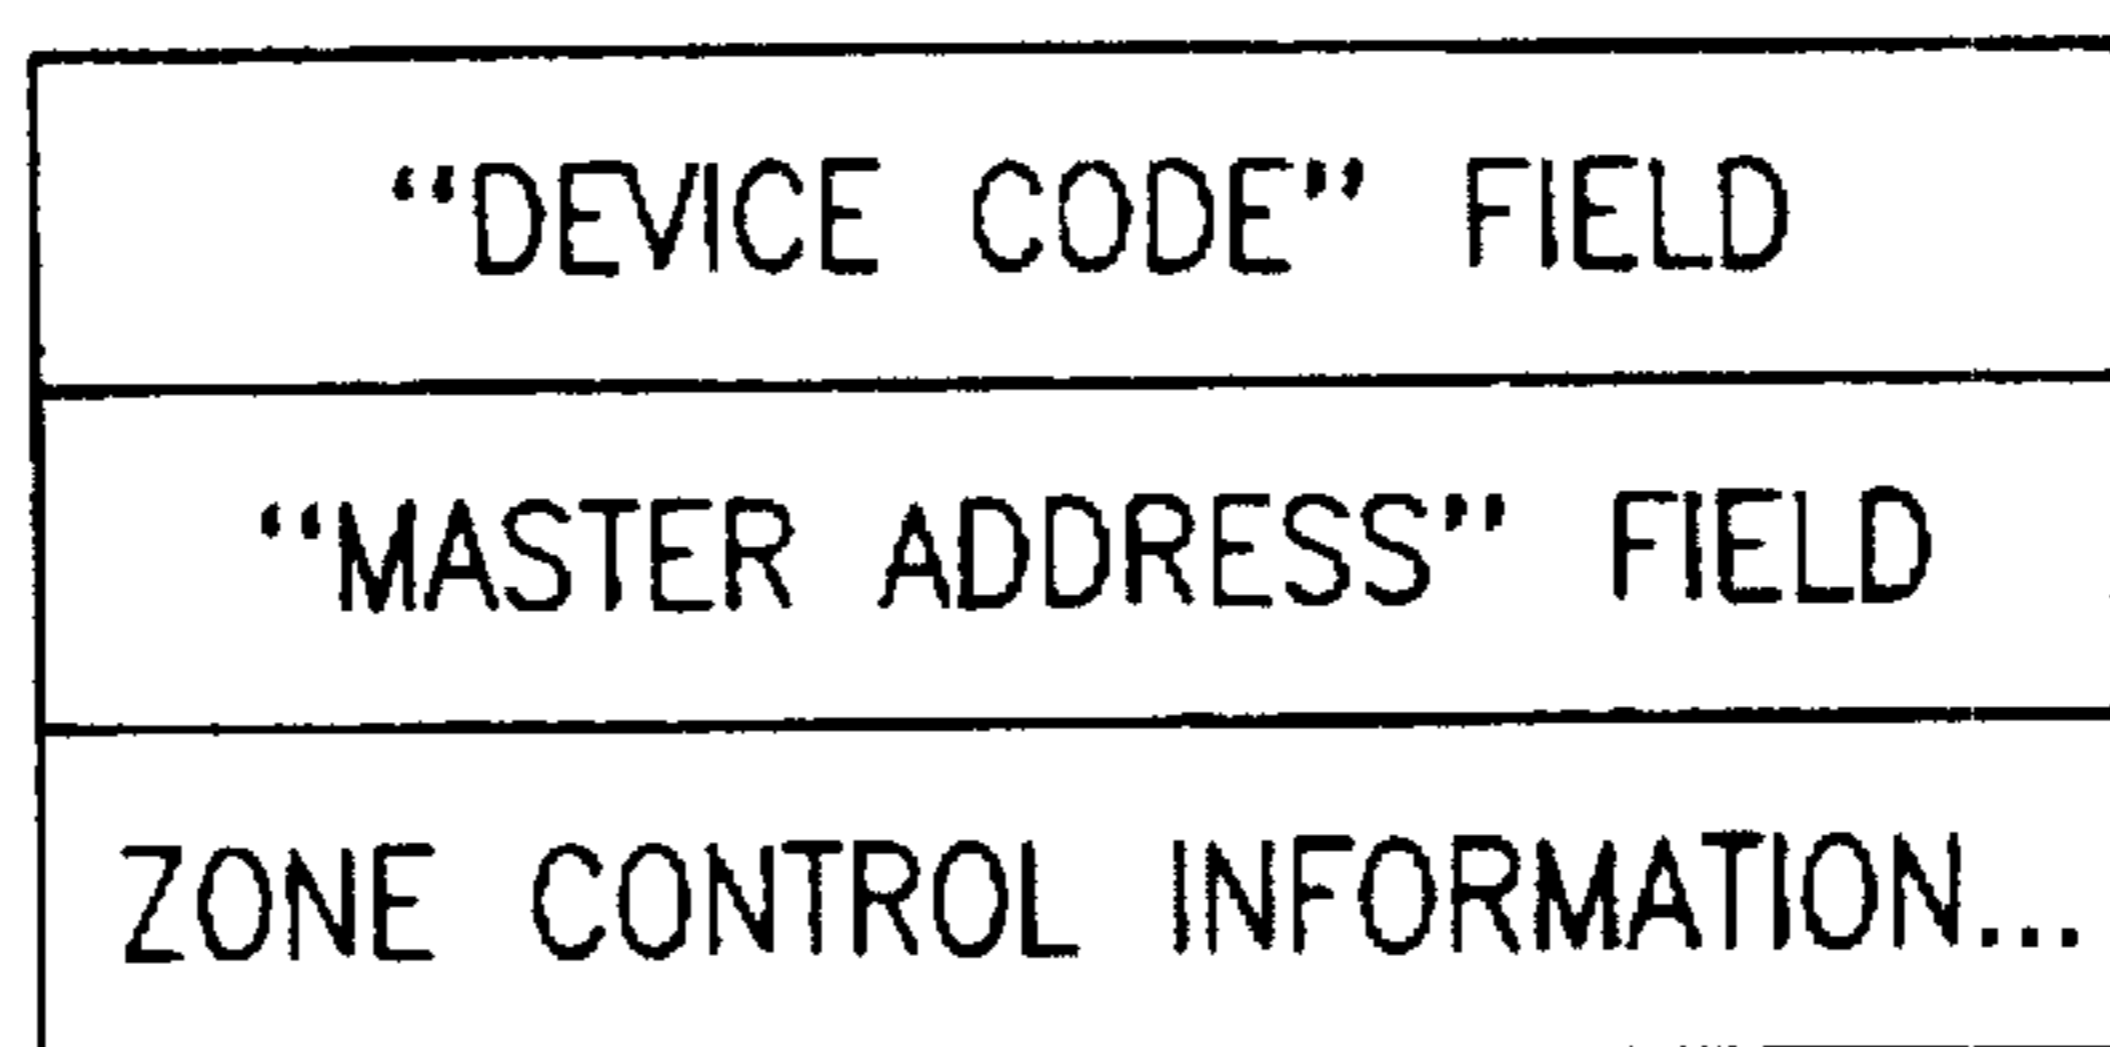 “DEVICE CODE” FIELD
“MASTER ADDRESS” FIELD
ZONE CONTROL INFORMATION...